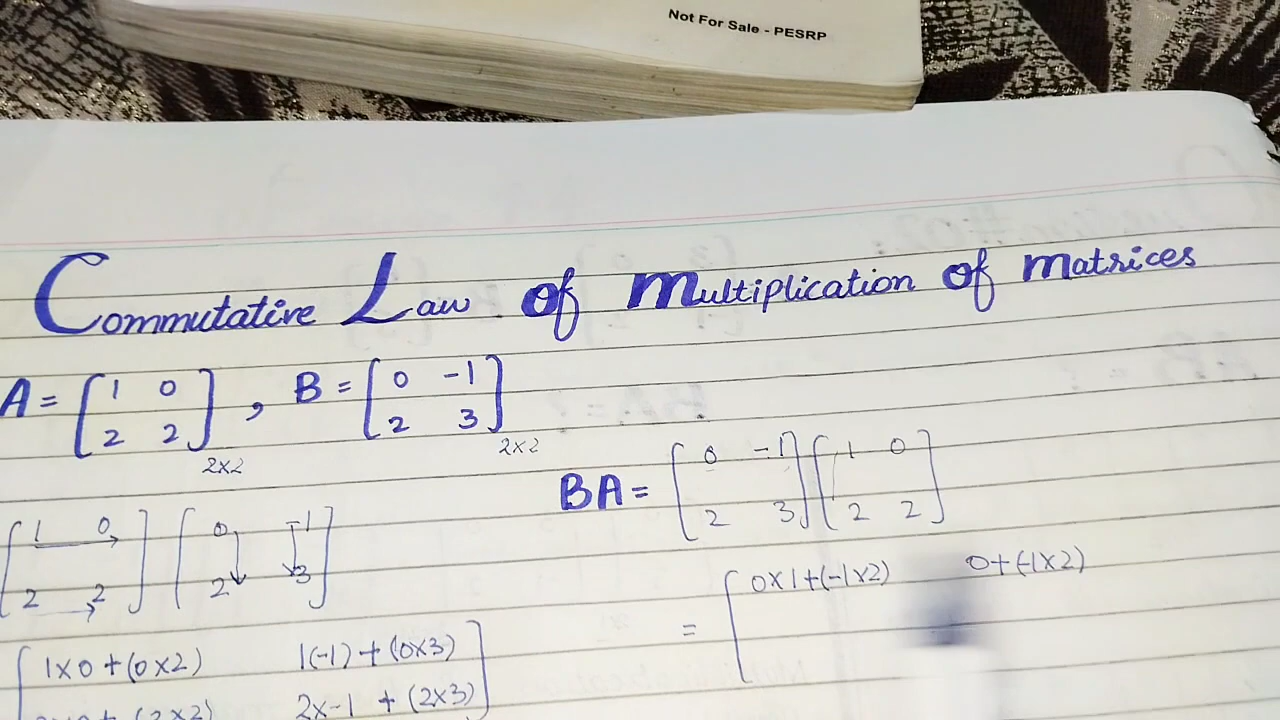 Not For Sale - PESRP
Commutative Law of Multiplication of Matrices
A = [1 0
2 2] 2x2 , B = [0 -1
2 3] 2x2
[1 0
2 2] [0 -1
2 3]
[1x0+(0x2) 1(-1)+(0x3)
2x-1 + (2x3)]
BA = [0 -1
2 3] [1 0
2 2]
= [0x1+(-1x2) 0+(-1x2)